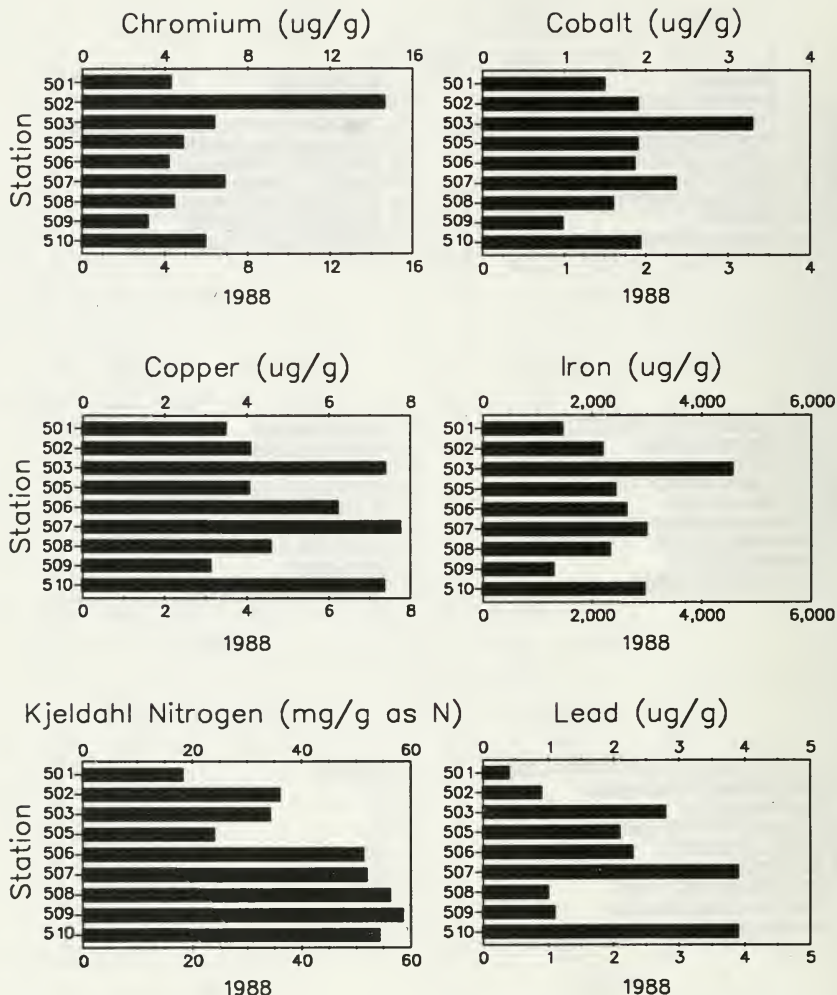 Chromium (ug/g)
0 4 8 12 16
Station
501
502
503
505
506
507
508
509
510
0 4 8 12 16
1988
Cobalt (ug/g)
0 1 2 3 4
501
502
503
505
506
507
508
509
510
0 1 2 3 4
1988
Copper (ug/g)
0 2 4 6 8
Station
501
502
503
505
506
507
508
509
510
0 2 4 6 8
1988
Iron (ug/g)
0 2,000 4,000 6,000
501
502
503
505
506
507
508
509
510
0 2,000 4,000 6,000
1988
Kjeldahl Nitrogen (mg/g as N)
0 20 40 60
Station
501
502
503
505
506
507
508
509
510
0 20 40 60
1988
Lead (ug/g)
0 1 2 3 4 5
501
502
503
505
506
507
508
509
510
0 1 2 3 4 5
1988